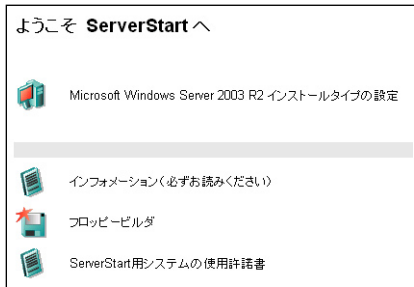 ようこそ ServerStart へ
Microsoft Windows Server 2003 R2 インストールタイプの設定
インフォメーション(必ずお読みください)
フロッピービルダ
ServerStart用システムの使用許諾書